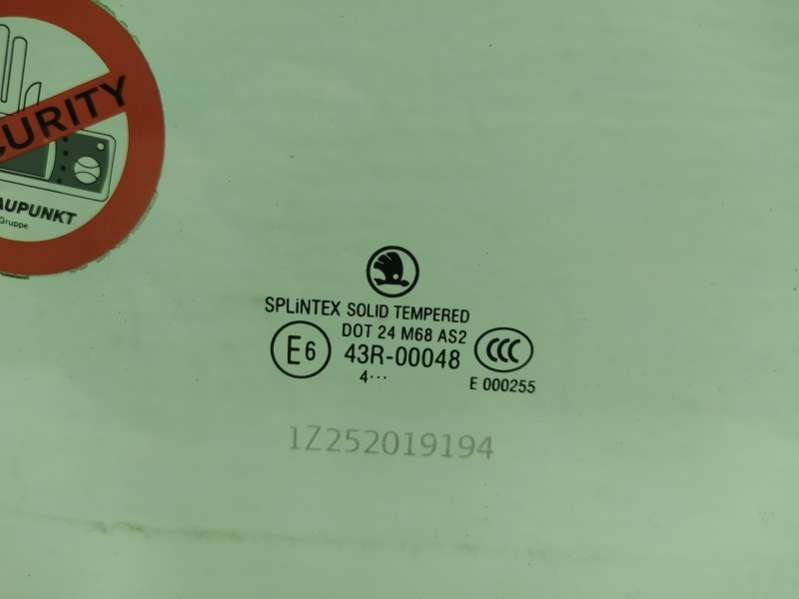 CURITY
AUPUNKT
Gruppe
SPLiNTEX SOLID TEMPERED
DOT 24 M68 AS2
E6 43R-00048 CCC
4···
E 000255
1Z252019194